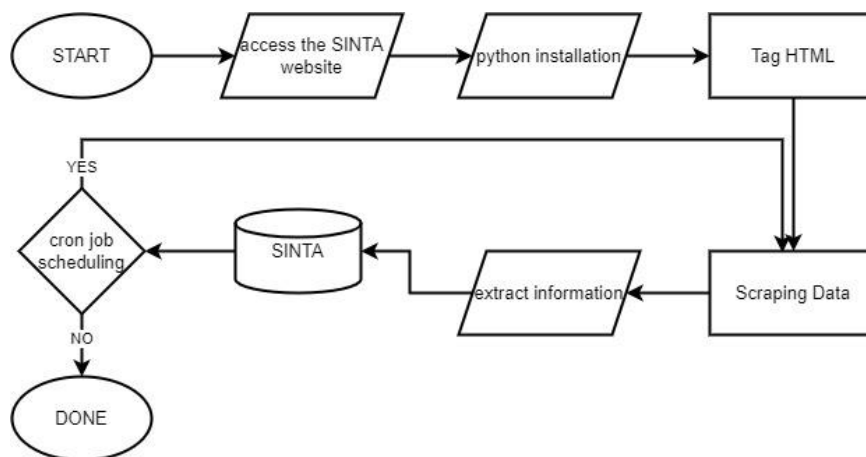 START
access the SINTA
website
python installation
Tag HTML
YES
cron job
scheduling
SINTA
extract information
Scraping Data
NO
DONE